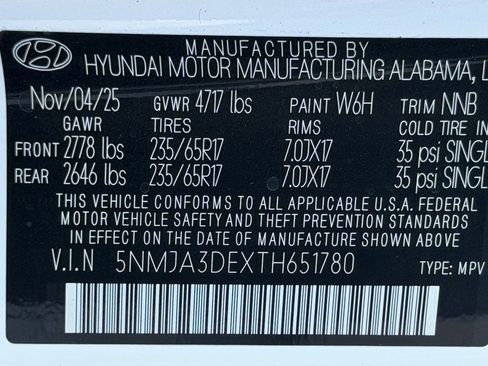 MANUFACTURED BY
HYUNDAI MOTOR MANUFACTURING ALABAMA,
Nov/04/25 GVWR 4717 lbs PAINT W6H TRIM NNB
GAWR TIRES RIMS COLD TIRE
FRONT 2778 lbs 235/65R17 7.0JX17 35 psi SINGL
REAR 2646 lbs 235/65R17 7.0JX17 35 psi SINGL
THIS VEHICLE CONFORMS TO ALL APPLICABLE U.S.A. FEDERAL
MOTOR VEHICLE SAFETY AND THEFT PREVENTION STANDARDS
IN EFFECT ON THE DATE OF MANUFACTURE SHOWN ABOVE.
V.I.N 5NMJA3DEXTH651780 TYPE: MPV